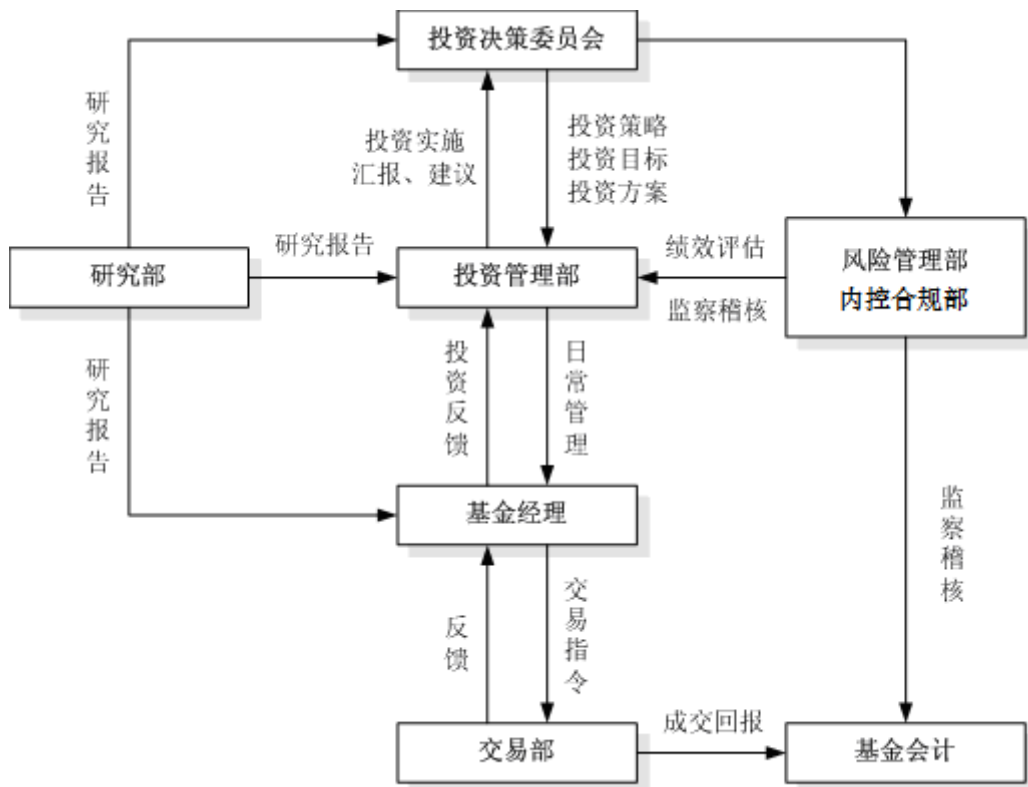 投资决策委员会
研究报告
投资实施
汇报、建议
投资策略
投资目标
投资方案
研究部
研究报告
投资管理部
绩效评估
监察稽核
风险管理部
内控合规部
研究报告
投资反馈
日常管理
基金经理
监察稽核
反馈
交易指令
交易部
成交回报
基金会计